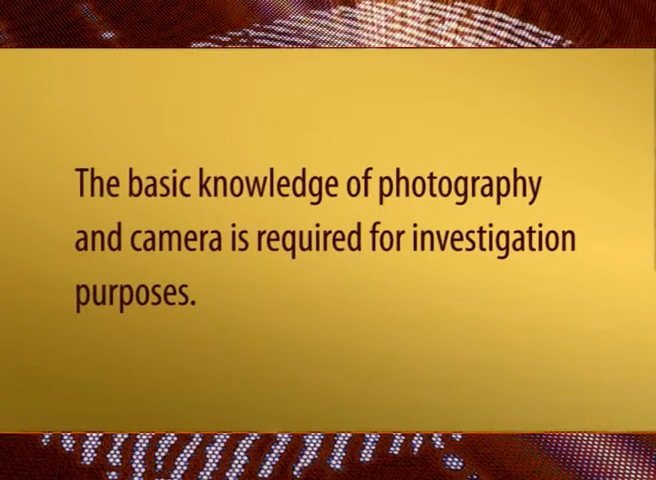 The basic knowledge of photography
and camera is required for investigation
purposes.